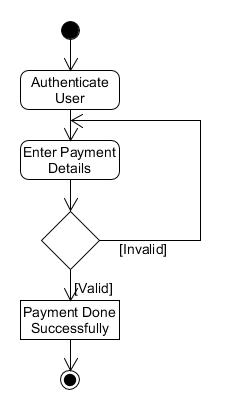 Authenticate
User
Enter Payment
Details
[Invalid]
[Valid]
Payment Done
Successfully